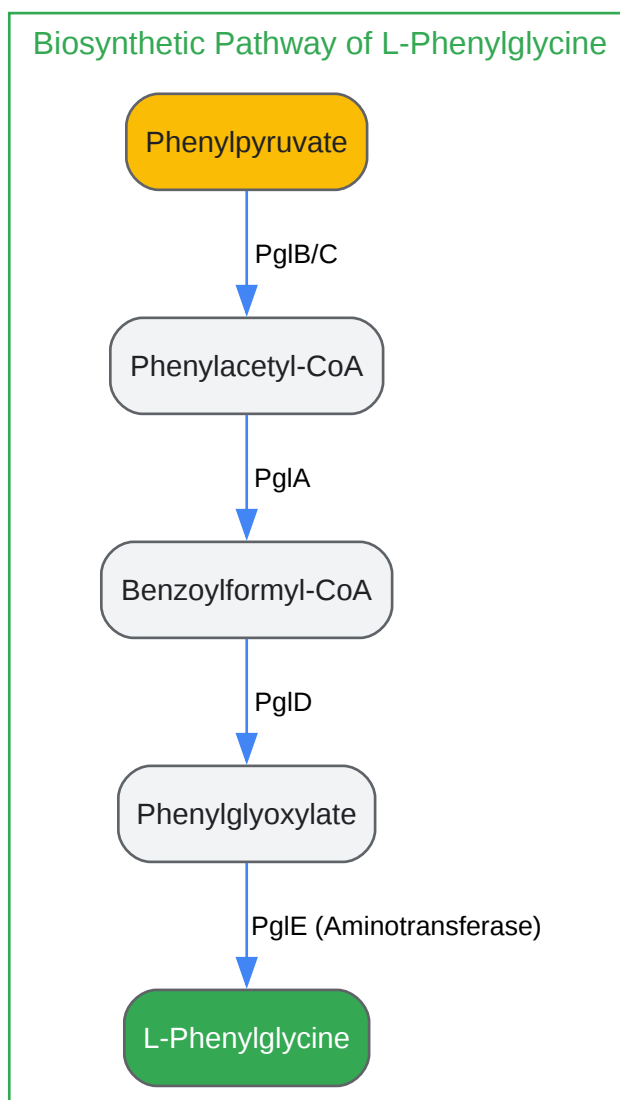 Biosynthetic Pathway of L-Phenylglycine
Phenylpyruvate
PglB/C
Phenylacetyl-CoA
PglA
Benzoylformyl-CoA
PglD
Phenylglyoxylate
PglE (Aminotransferase)
L-Phenylglycine